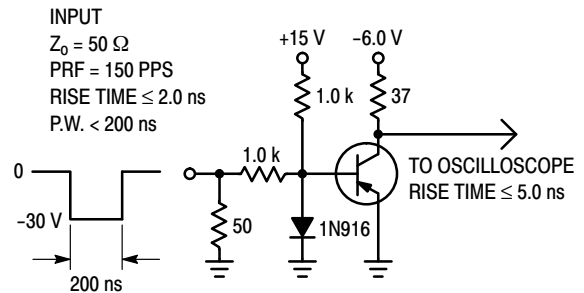 INPUT
Zo = 50 Ω
PRF = 150 PPS
RISE TIME ≤ 2.0 ns
P.W. < 200 ns
+15 V
−6.0 V
1.0 k
37
1.0 k
0
−30 V
50
1N916
TO OSCILLOSCOPE
RISE TIME ≤ 5.0 ns
200 ns